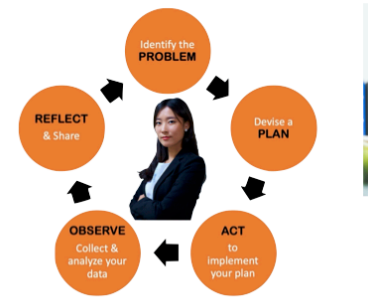 Identify the
PROBLEM
Devise a
PLAN
ACT
to
implement
your plan
OBSERVE
Collect &
analyze your
data
REFLECT
& Share